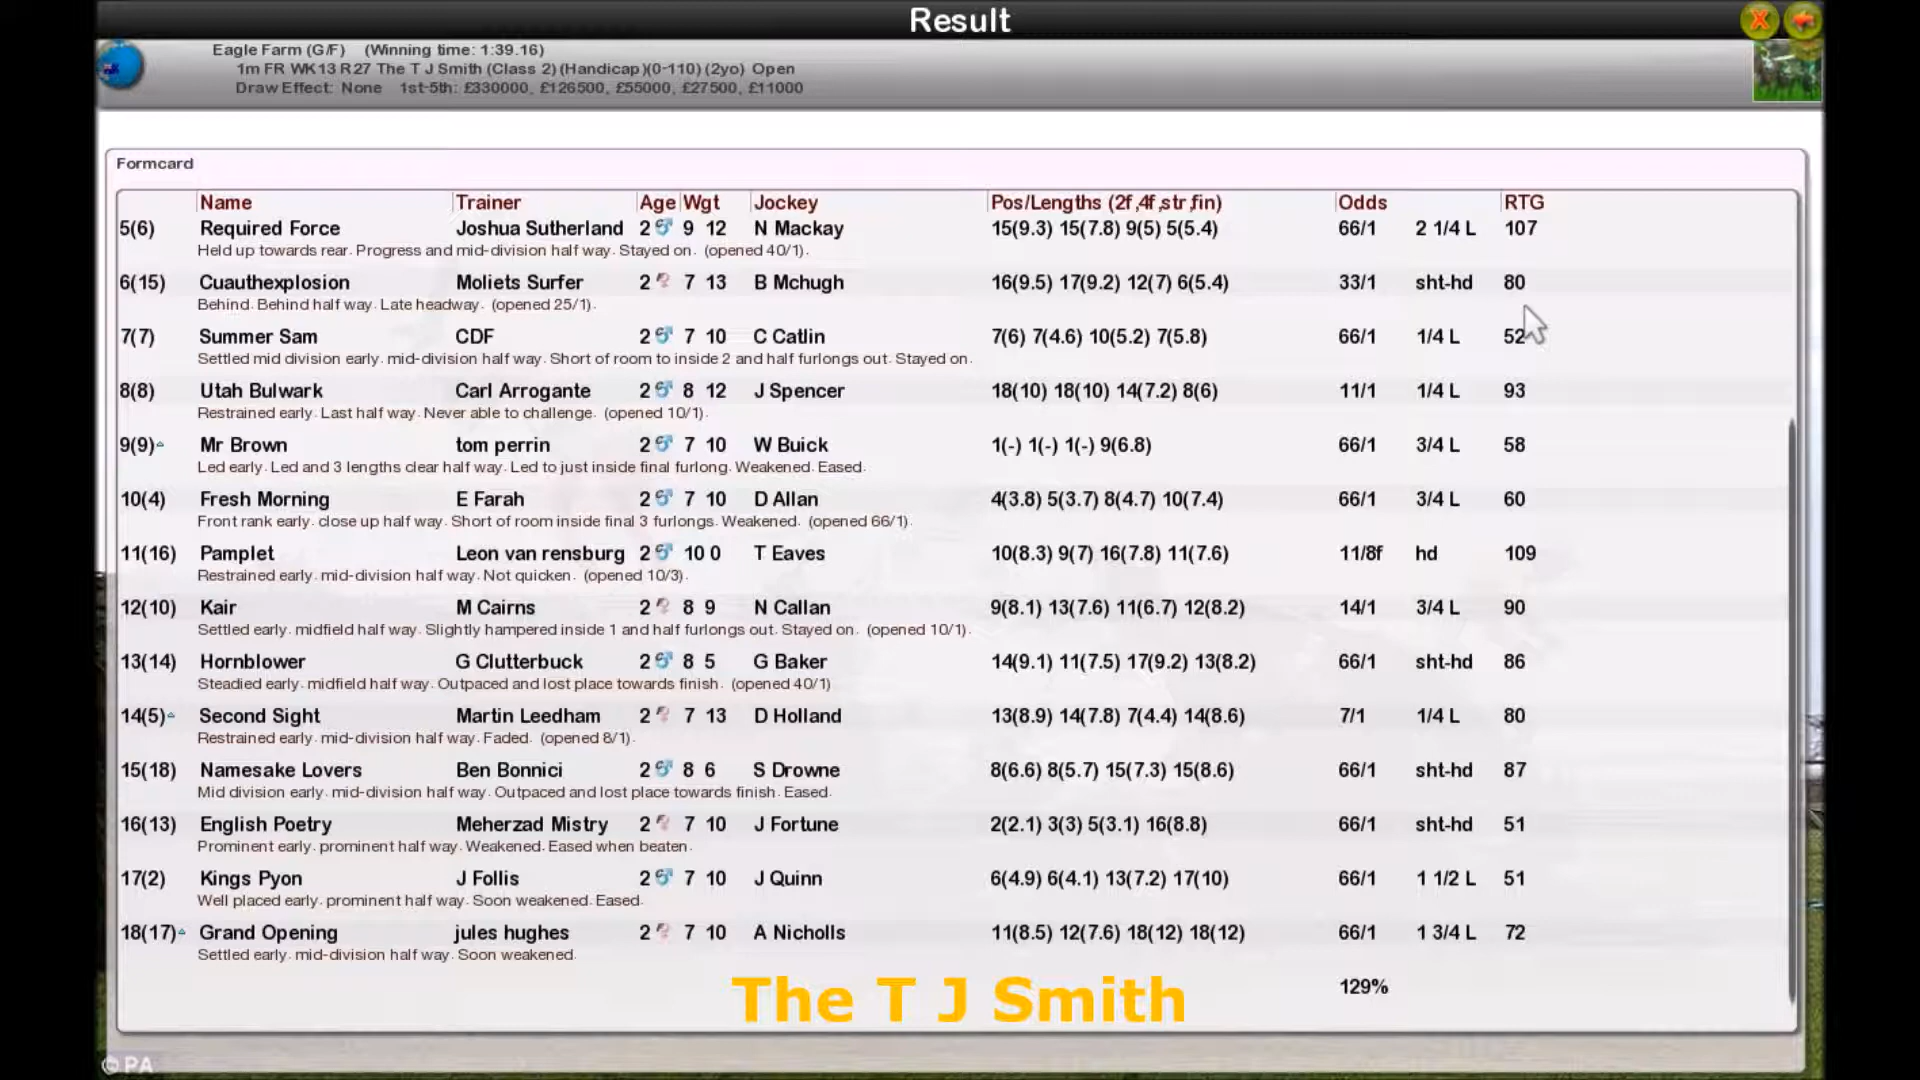 Result
Eagle Farm (G/F) (Winning time: 1:39.16)
1m FR WK13 R27 The T J Smith (Class 2) (Handicap)(0-110) (2yo) Open
Draw Effect: None 1st-5th: £330000, £126500, £55000, £27500, £11000
Formcard
Name Trainer Age Wgt Jockey Pos/Lengths (2f,4f,str,fin) Odds RTG
5(6) Required Force Joshua Sutherland 2 9 12 N Mackay 15(9.3) 15(7.8) 9(5) 5(5.4) 66/1 2 1/4 L 107
Held up towards rear. Progress and mid-division half way. Stayed on. (opened 40/1).
6(15) Cuauthexplosion Moliets Surfer 2 7 13 B Mchugh 16(9.5) 17(9.2) 12(7) 6(5.4) 33/1 sht-hd 80
Behind. Behind half way. Late headway. (opened 25/1).
7(7) Summer Sam CDF 2 7 10 C Catlin 7(6) 7(4.6) 10(5.2) 7(5.8) 66/1 1/4 L 52
Settled mid division early. mid-division half way. Short of room to inside 2 and half furlongs out. Stayed on.
8(8) Utah Bulwark Carl Arrogante 2 8 12 J Spencer 18(10) 18(10) 14(7.2) 8(6) 11/1 1/4 L 93
Restrained early. Last half way. Never able to challenge. (opened 10/1).
9(9) Mr Brown tom perrin 2 7 10 W Buick 1(-) 1(-) 1(-) 9(6.8) 66/1 3/4 L 58
Led early. Led and 3 lengths clear half way. Led to just inside final furlong. Weakened. Eased.
10(4) Fresh Morning E Farah 2 7 10 D Allan 4(3.8) 5(3.7) 8(4.7) 10(7.4) 66/1 3/4 L 60
Front rank early. close up half way. Short of room inside final 3 furlongs. Weakened. (opened 66/1).
11(16) Pamplet Leon van rensburg 2 10 0 T Eaves 10(8.3) 9(7) 16(7.8) 11(7.6) 11/8f hd 109
Restrained early. mid-division half way. Not quicken. (opened 10/3).
12(10) Kair M Cairns 2 8 9 N Callan 9(8.1) 13(7.6) 11(6.7) 12(8.2) 14/1 3/4 L 90
Settled early. midfield half way. Slightly hampered inside 1 and half furlongs out. Stayed on. (opened 10/1).
13(14) Hornblower G Clutterbuck 2 8 5 G Baker 14(9.1) 11(7.5) 17(9.2) 13(8.2) 66/1 sht-hd 86
Steadied early. midfield half way. Outpaced and lost place towards finish. (opened 40/1)
14(5) Second Sight Martin Leedham 2 7 13 D Holland 13(8.9) 14(7.8) 7(4.4) 14(8.6) 7/1 1/4 L 80
Restrained early. mid-division half way. Faded. (opened 8/1).
15(18) Namesake Lovers Ben Bonnici 2 8 6 S Drowne 8(6.6) 8(5.7) 15(7.3) 15(8.6) 66/1 sht-hd 87
Mid division early. mid-division half way. Outpaced and lost place towards finish. Eased.
16(13) English Poetry Meherzad Mistry 2 7 10 J Fortune 2(2.1) 3(3) 5(3.1) 16(8.8) 66/1 sht-hd 51
Prominent early. prominent half way. Weakened. Eased when beaten.
17(2) Kings Pyon J Follis 2 7 10 J Quinn 6(4.9) 6(4.1) 13(7.2) 17(10) 66/1 1 1/2 L 51
Well placed early. prominent half way. Soon weakened. Eased.
18(17) Grand Opening jules hughes 2 7 10 A Nicholls 11(8.5) 12(7.6) 18(12) 18(12) 66/1 1 3/4 L 72
Settled early. mid-division half way. Soon weakened.
129%
The T J Smith
© PA